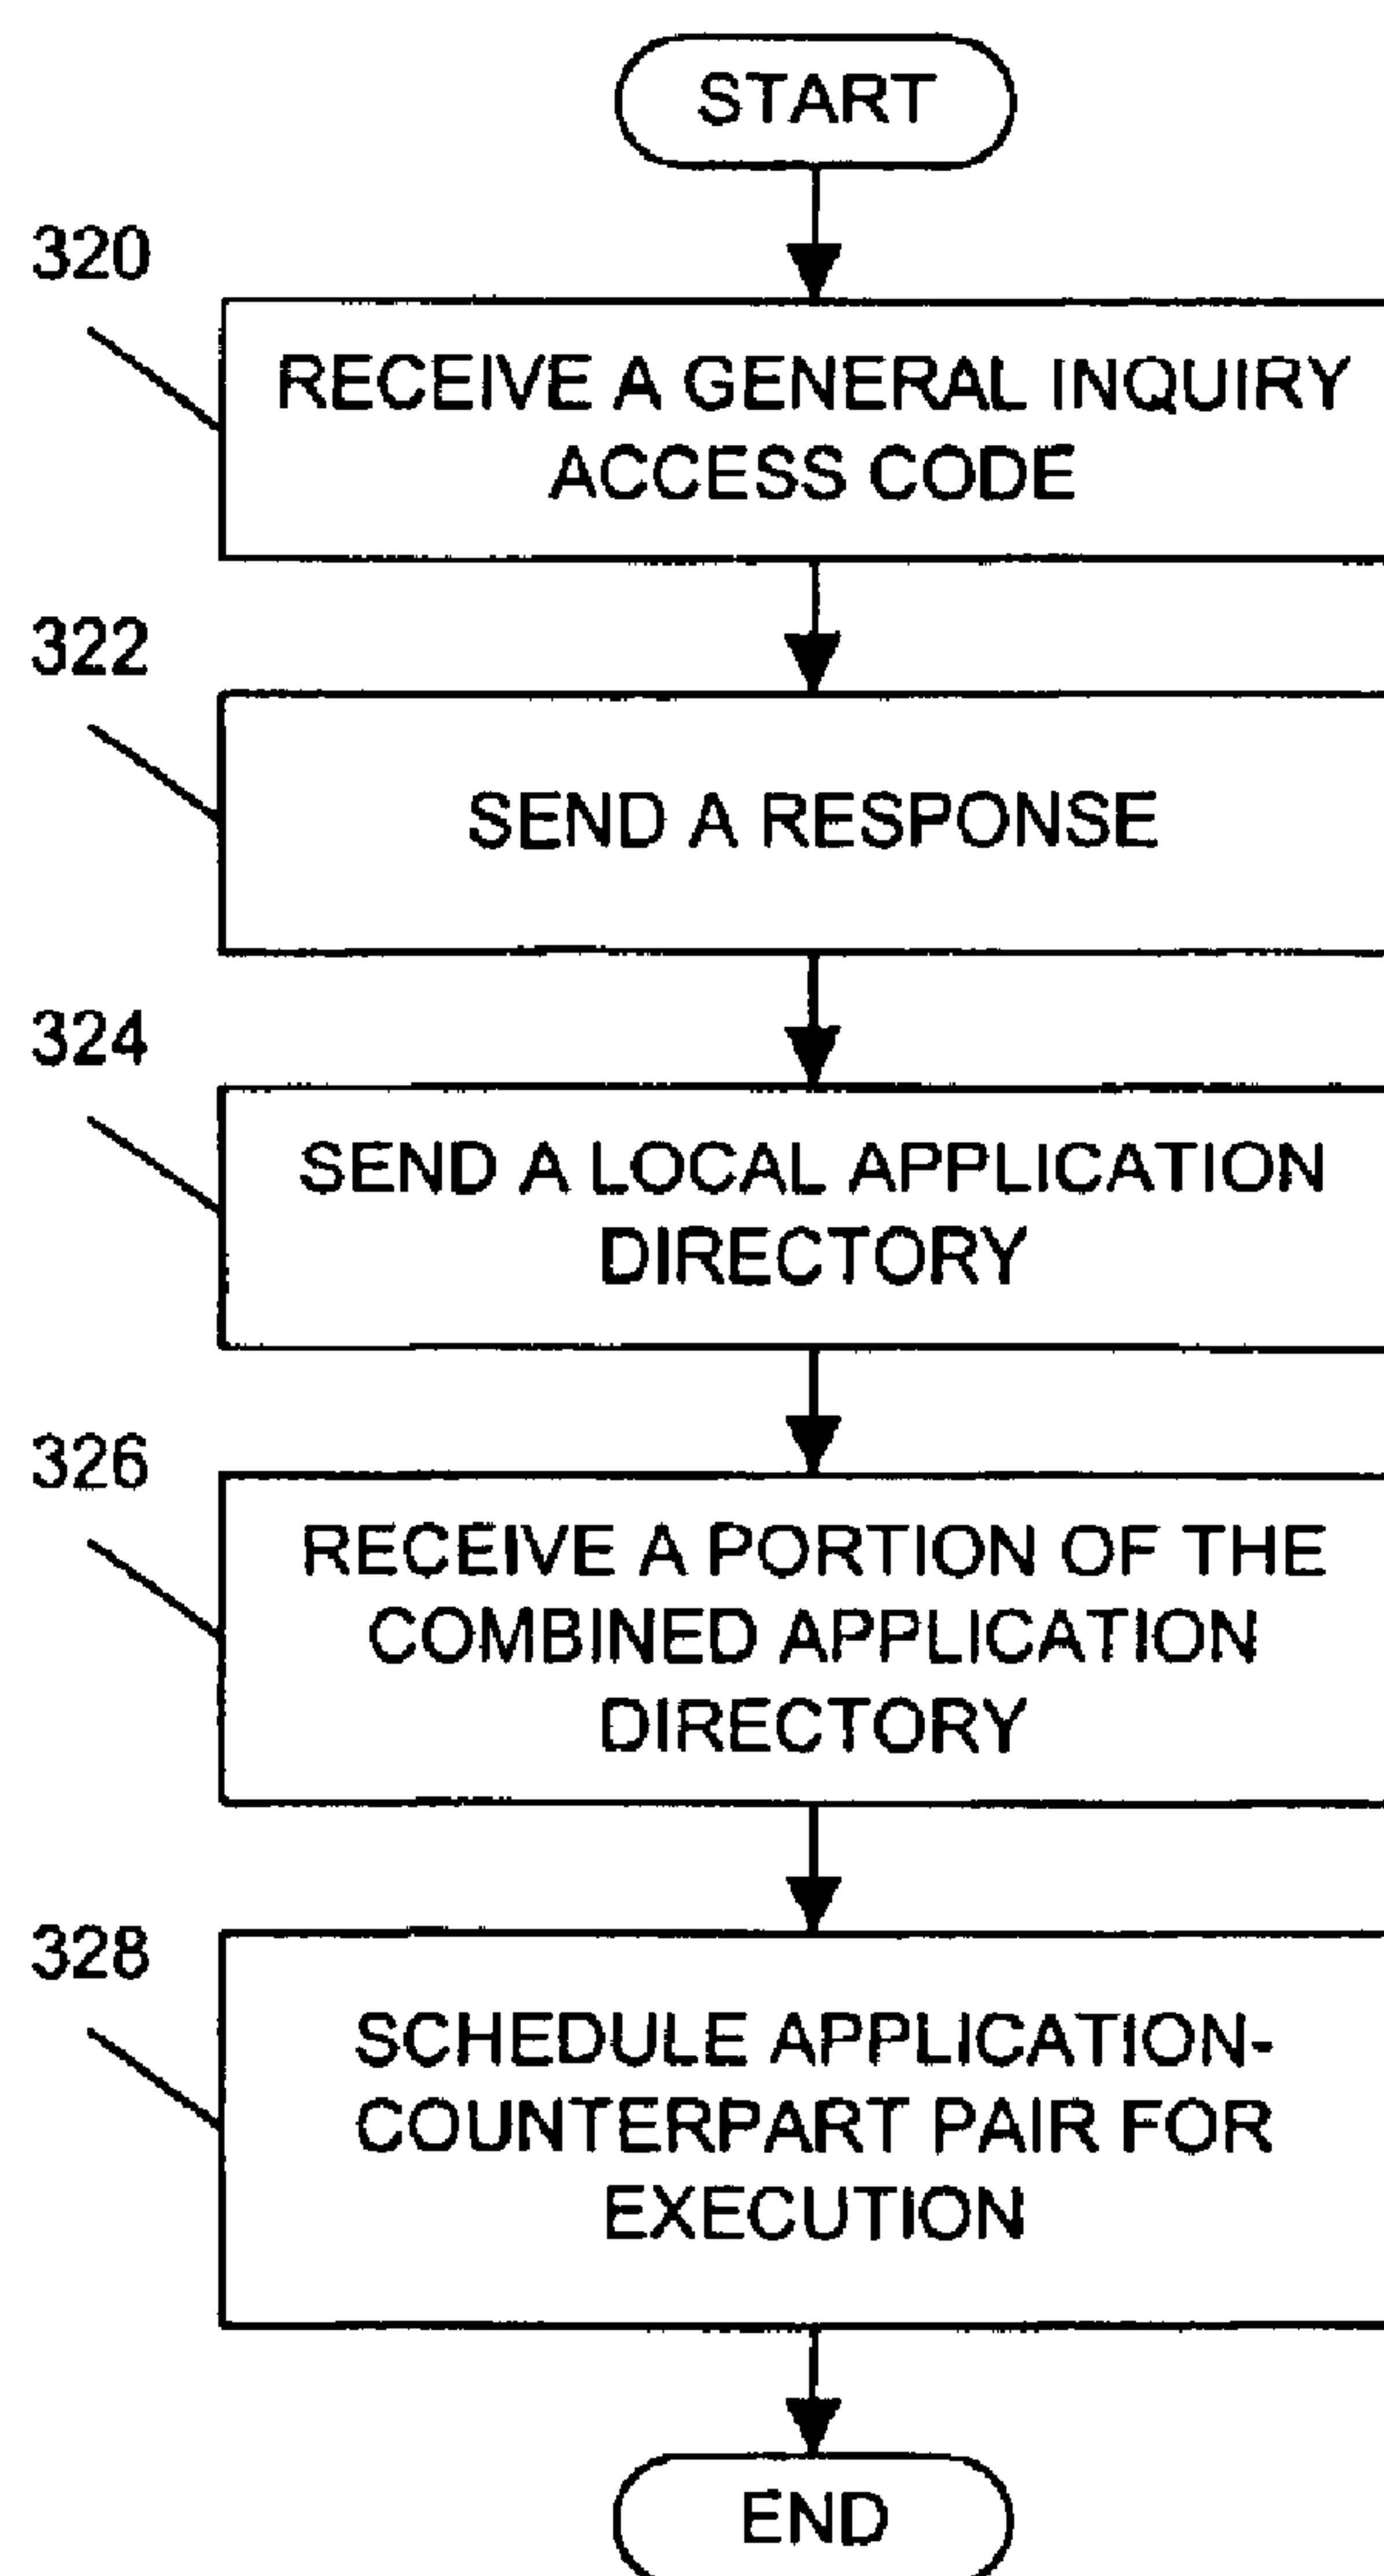 START
320
RECEIVE A GENERAL INQUIRY
ACCESS CODE
322
SEND A RESPONSE
324
SEND A LOCAL APPLICATION
DIRECTORY
326
RECEIVE A PORTION OF THE
COMBINED APPLICATION
DIRECTORY
328
SCHEDULE APPLICATION-
COUNTERPART PAIR FOR
EXECUTION
END